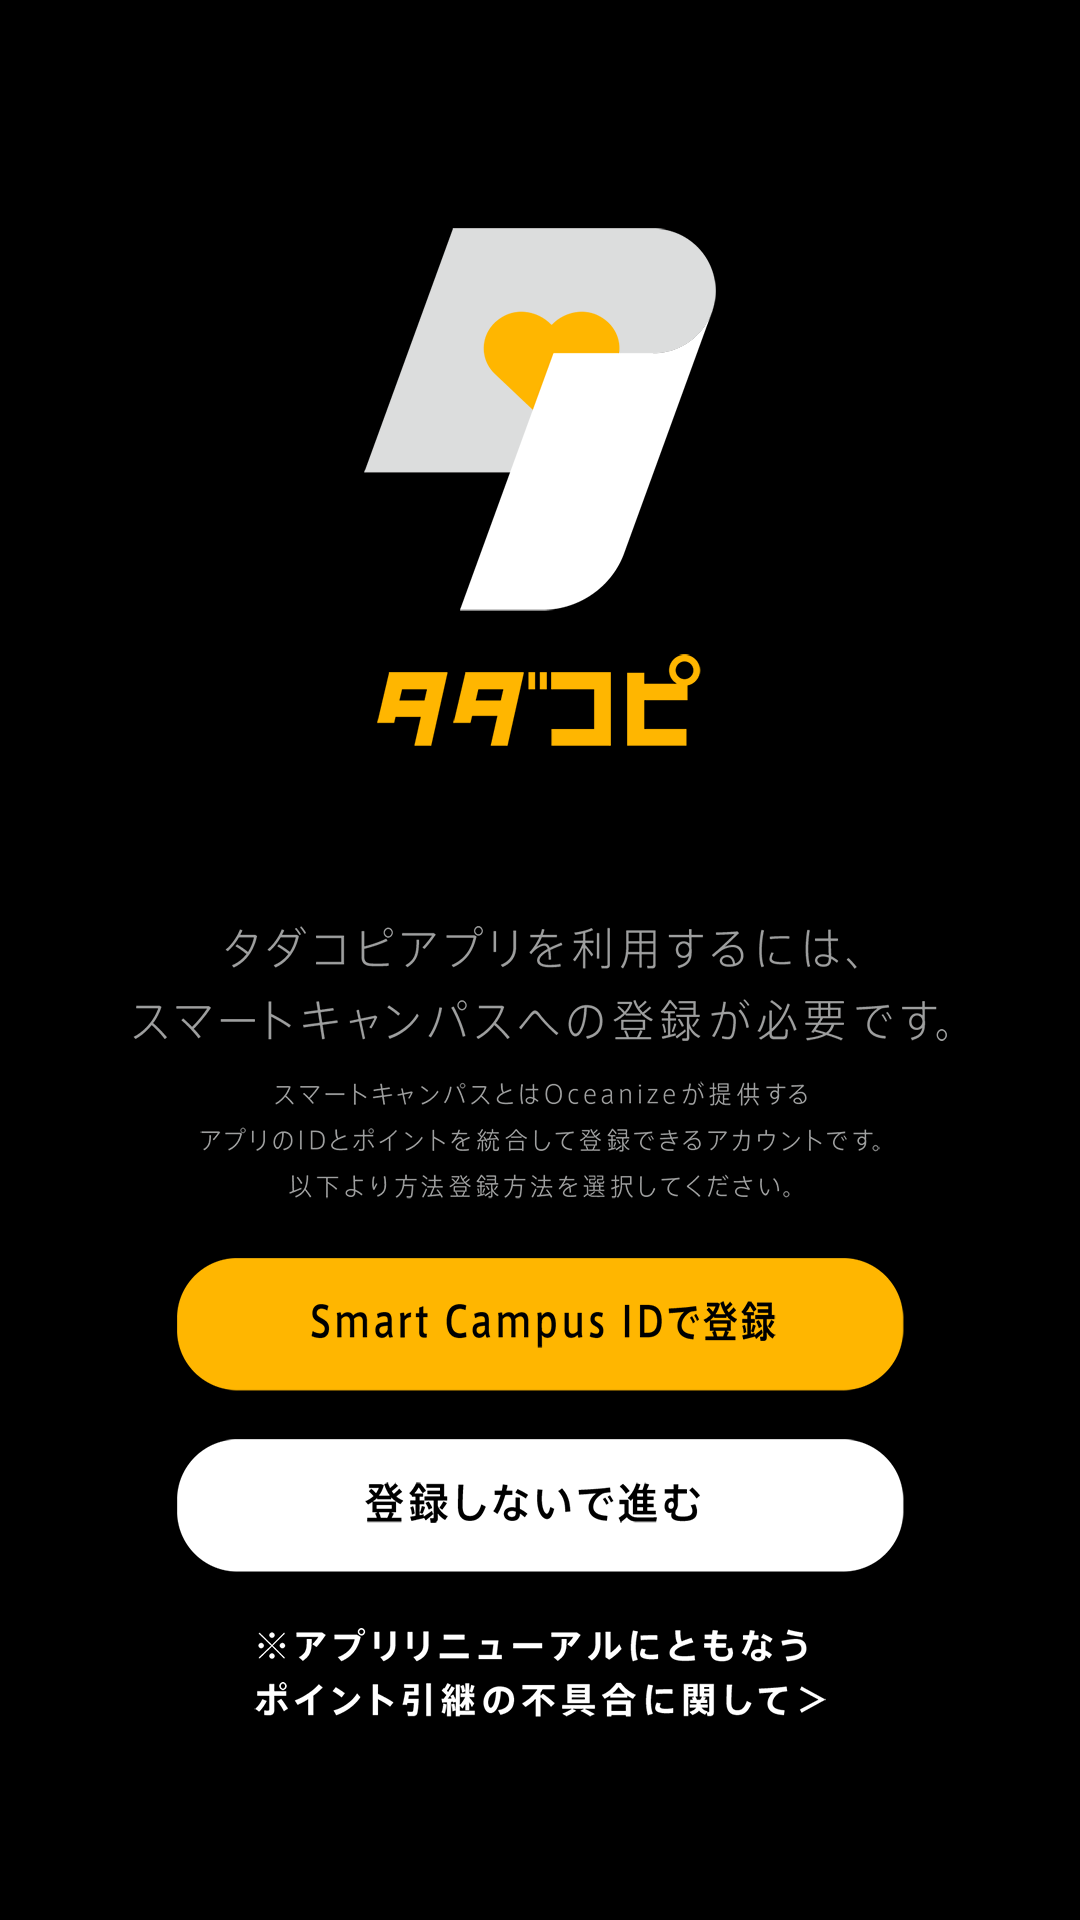 タダコピ
タダコピアプリを利用するには、
スマートキャンパスへの登録が必要です。
スマートキャンパスとはOceanizeが提供する
アプリのIDとポイントを統合して登録できるアカウントです。
以下より方法登録方法を選択してください。
Smart Campus IDで登録
登録しないで進む
※アプリリニューアルにともなう
ポイント引継の不具合に関して＞